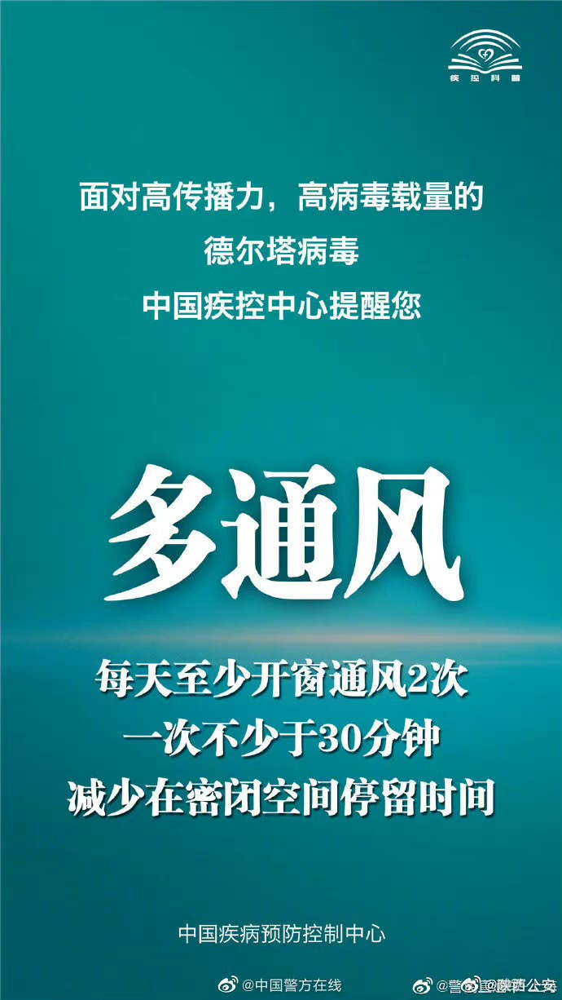 疾控科普
面对高传播力，高病毒载量的
德尔塔病毒
中国疾控中心提醒您
多通风
每天至少开窗通风2次
一次不少于30分钟
减少在密闭空间停留时间
中国疾病预防控制中心
@中国警方在线
@陕西公安